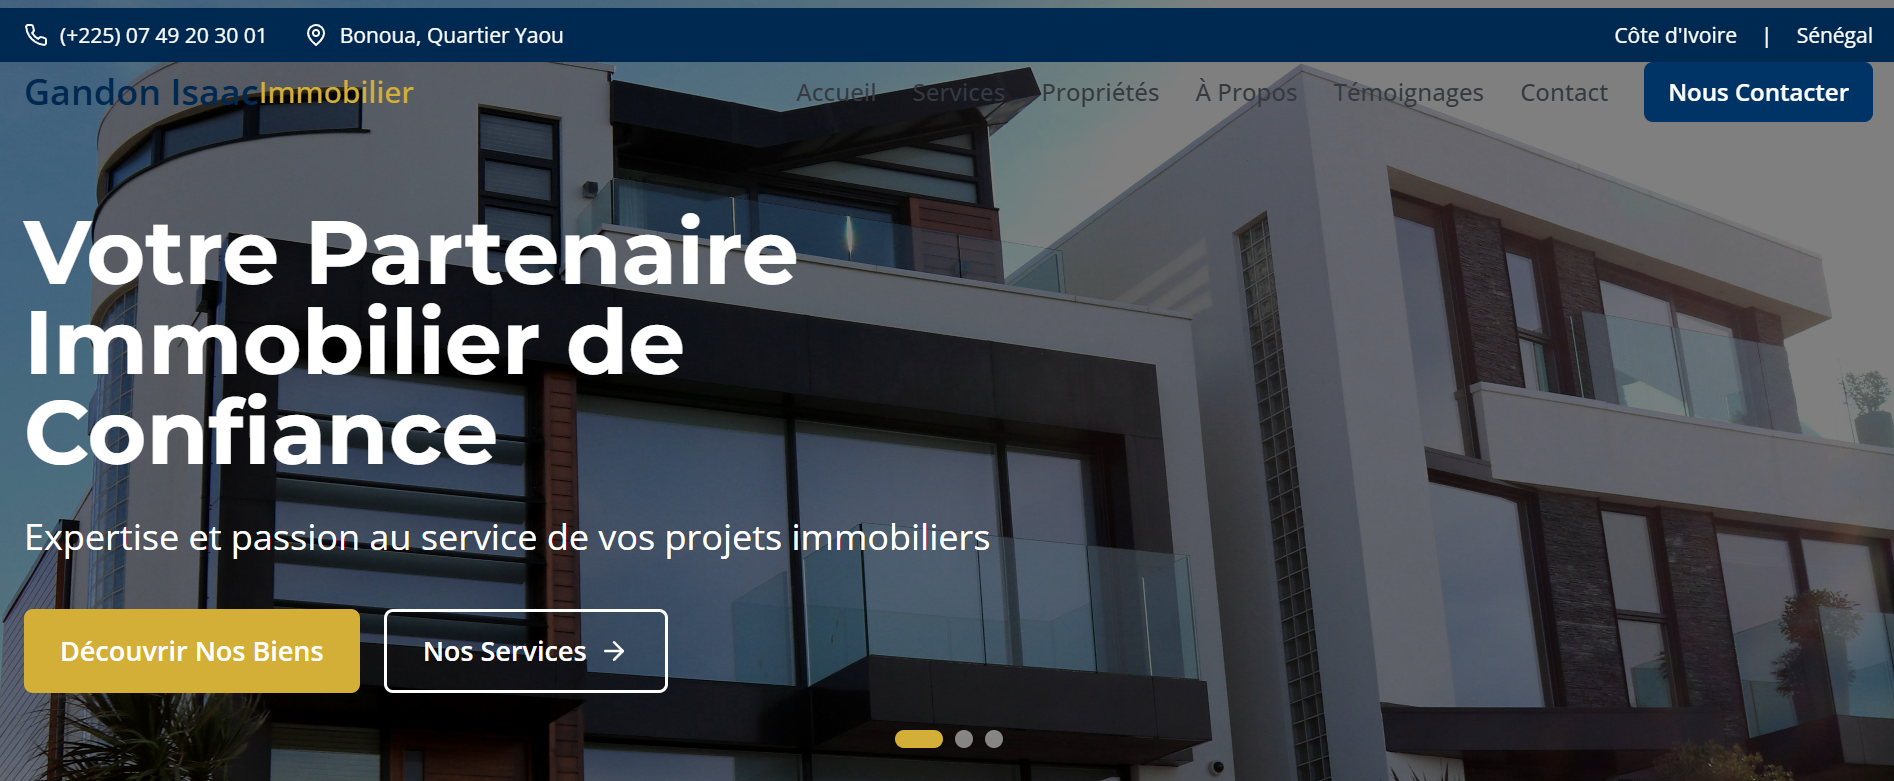 (+225) 07 49 20 30 01
Bonoua, Quartier Yaou
Côte d'Ivoire | Sénégal
Gandon IsaacImmobilier
Accueil
Services
Propriétés
À Propos
Témoignages
Contact
Nous Contacter
Votre Partenaire
Immobilier de
Confiance
Expertise et passion au service de vos projets immobiliers
Découvrir Nos Biens
Nos Services →